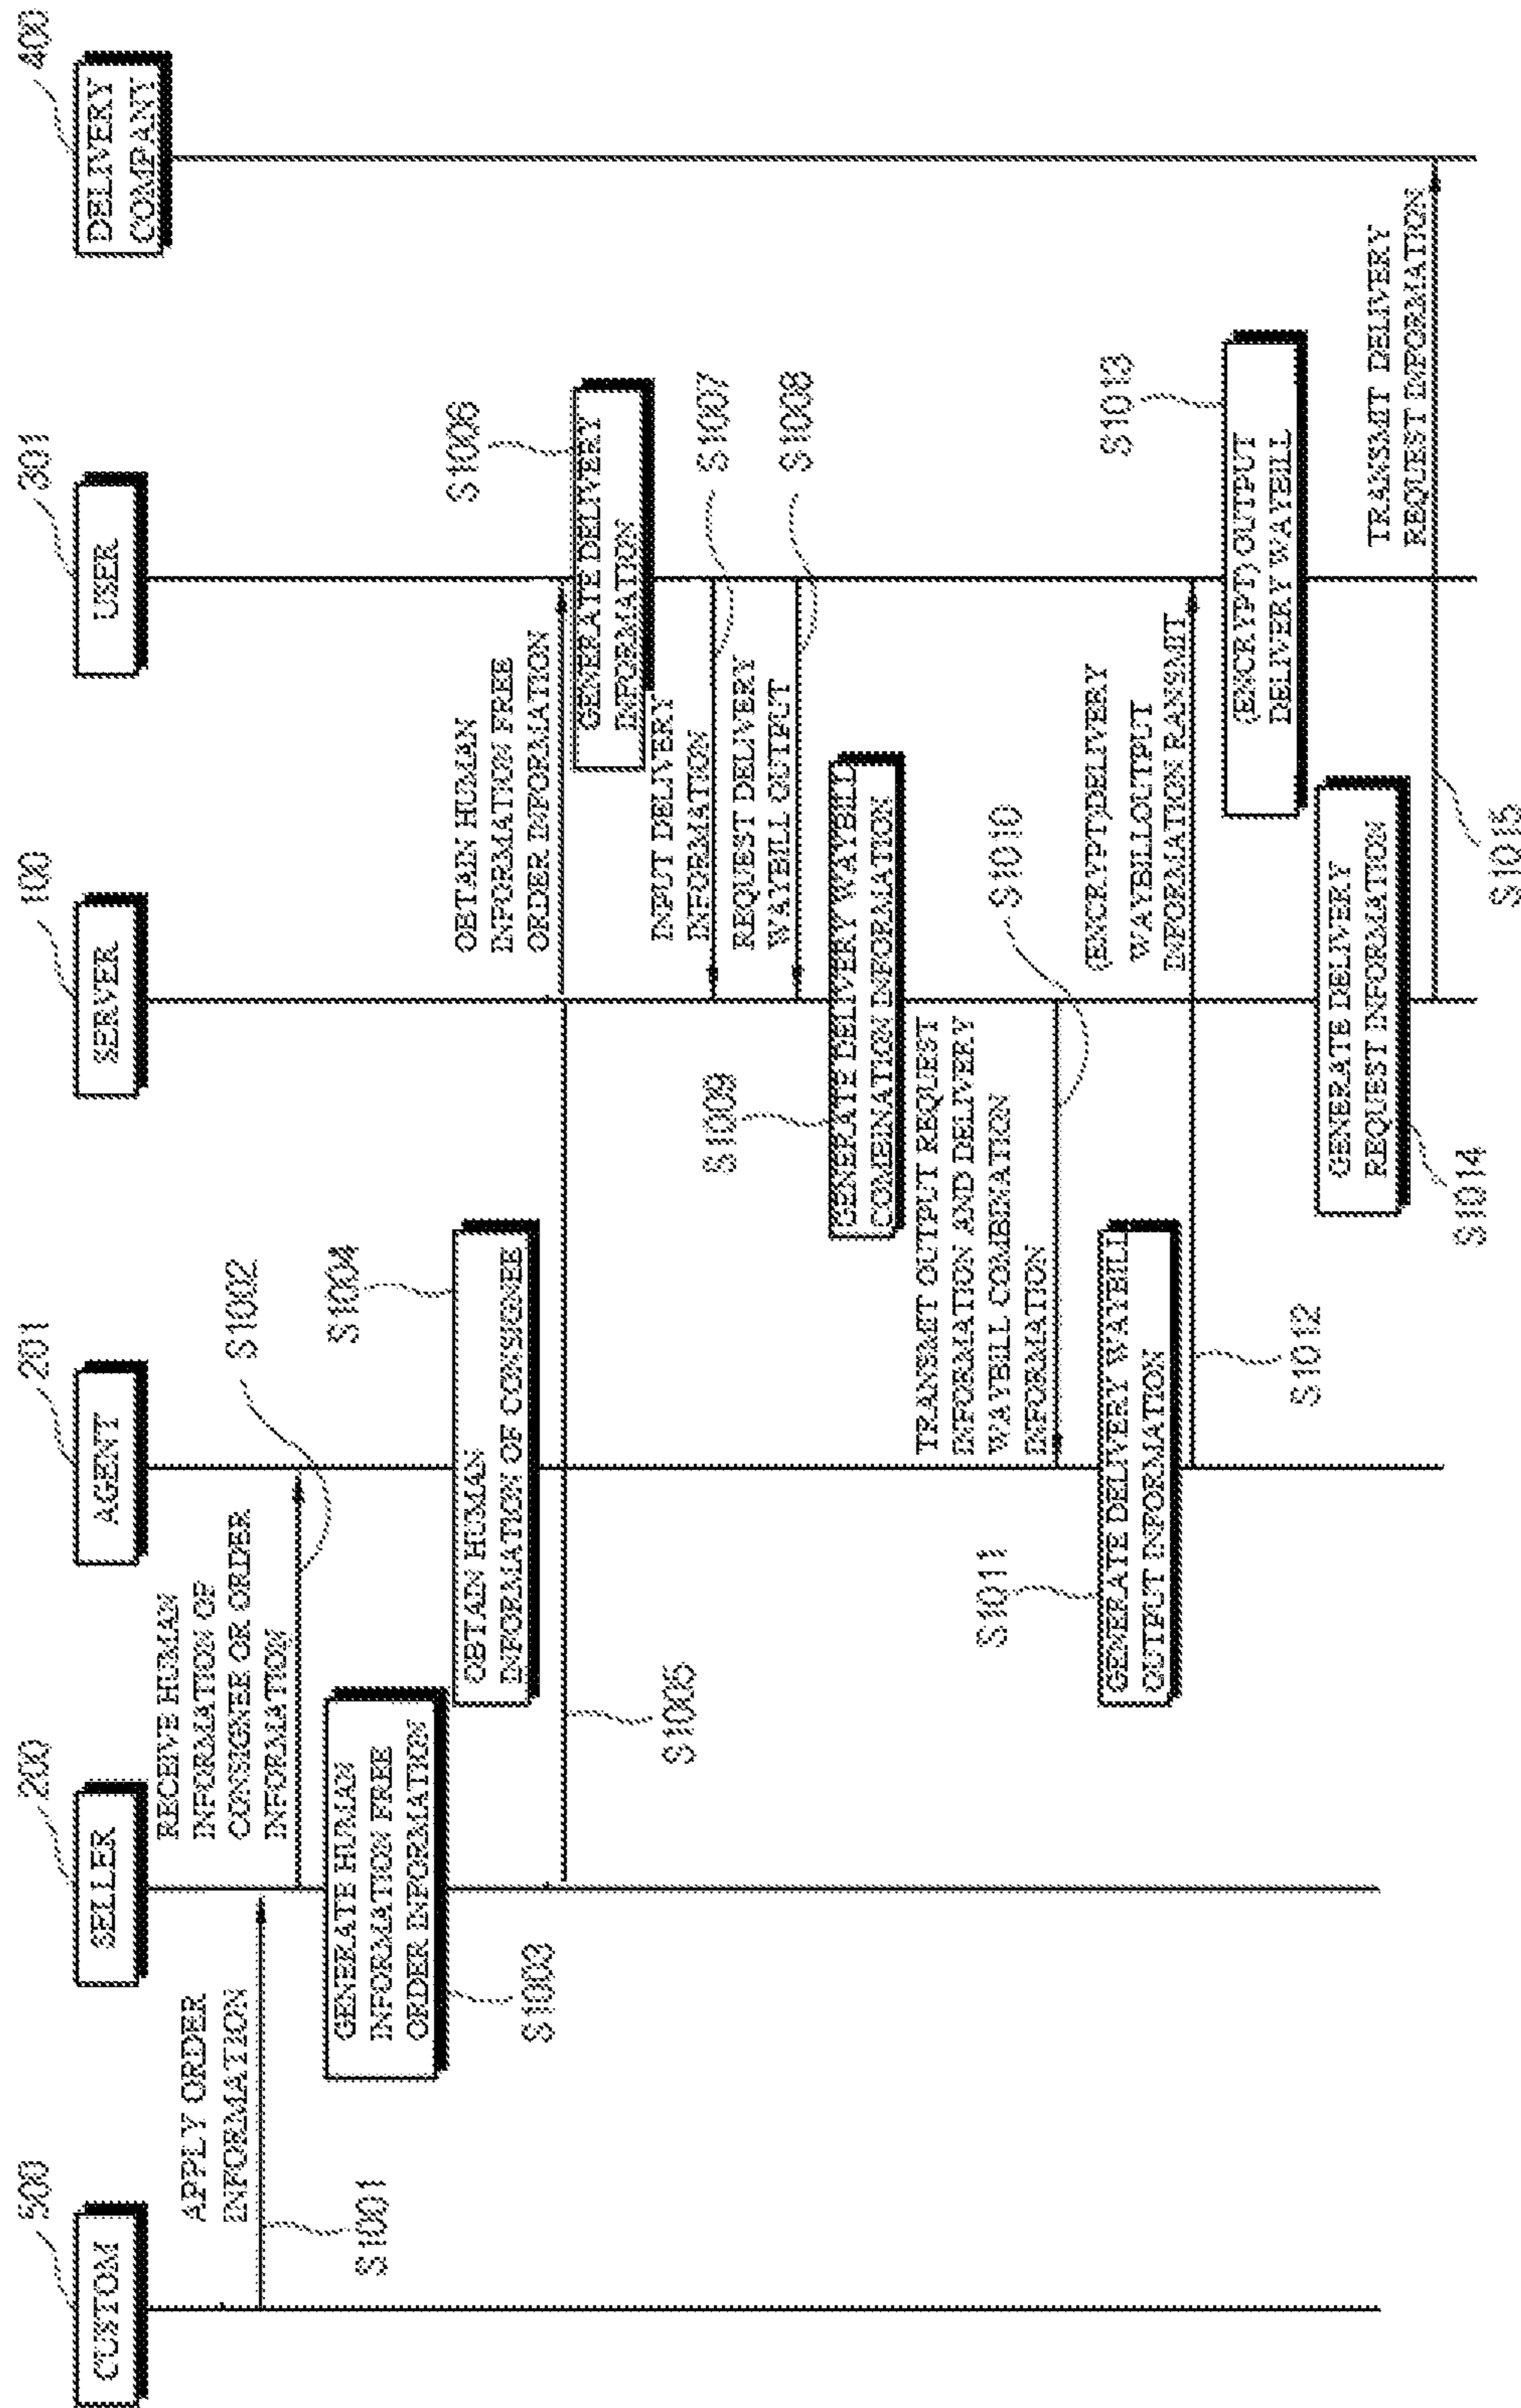 500
CUSTOM
200
SELLER
201
AGENT
100
SERVER
301
USER
400
DELIVERY
COMPANY
APPLY ORDER
INFORMATION
S1001
RECEIVE HUMAN
INFORMATION OF
CONSIGNEE OR ORDER
INFORMATION
S1002
GENERATE HUMAN
INFORMATION FREE
ORDER INFORMATION
S1003
S1004
OBTAIN HUMAN
INFORMATION OF CONSIGNEE
S1005
OBTAIN HUMAN
INFORMATION FREE
ORDER INFORMATION
S1006
GENERATE DELIVERY
INFORMATION
INPUT DELIVERY
INFORMATION
S1007
REQUEST DELIVERY
WAYBILL OUTPUT
S1008
S1009
GENERATE DELIVERY WAYBILL
COMBINATION INFORMATION
TRANSMIT OUTPUT REQUEST
INFORMATION AND DELIVERY
WAYBILL COMBINATION
INFORMATION
S1010
S1011
GENERATE DELIVERY WAYBILL
OUTPUT INFORMATION
(ENCRYPT)DELIVERY
WAYBILLOUTPUT
INFORMATION RANSMIT
S1012
S1013
(ENCRYPT) OUTPUT
DELIVERY WAYBILL
GENERATE DELIVERY
REQUEST INFORMATION
S1014
TRANSMIT DELIVERY
REQUEST INFORMATION
S1015